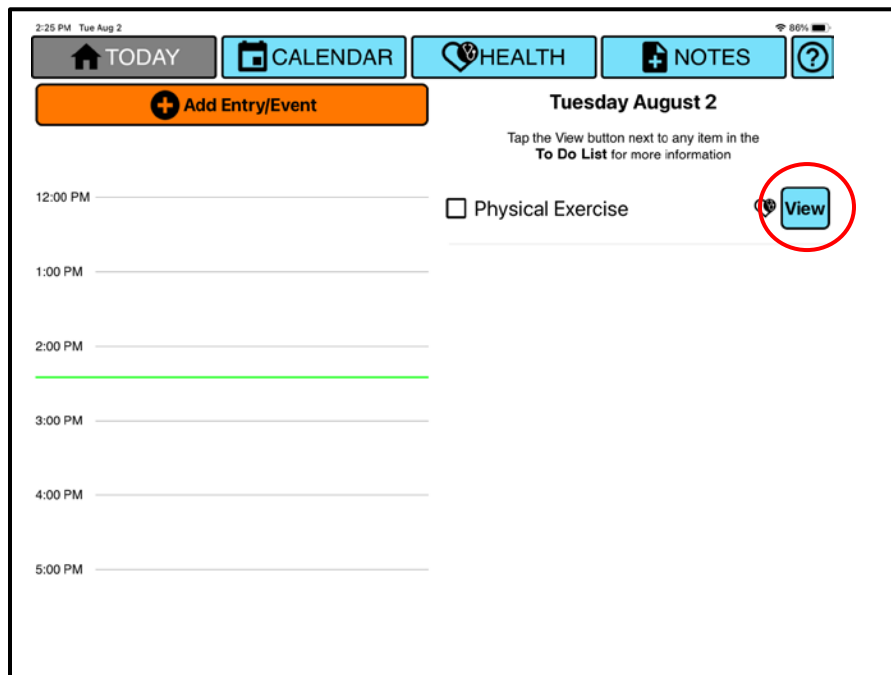 2:25 PM Tue Aug 2
86%
TODAY
CALENDAR
HEALTH
NOTES
?
Add Entry/Event
12:00 PM
1:00 PM
2:00 PM
3:00 PM
4:00 PM
5:00 PM
Tuesday August 2
Tap the View button next to any item in the
To Do List for more information
Physical Exercise
View